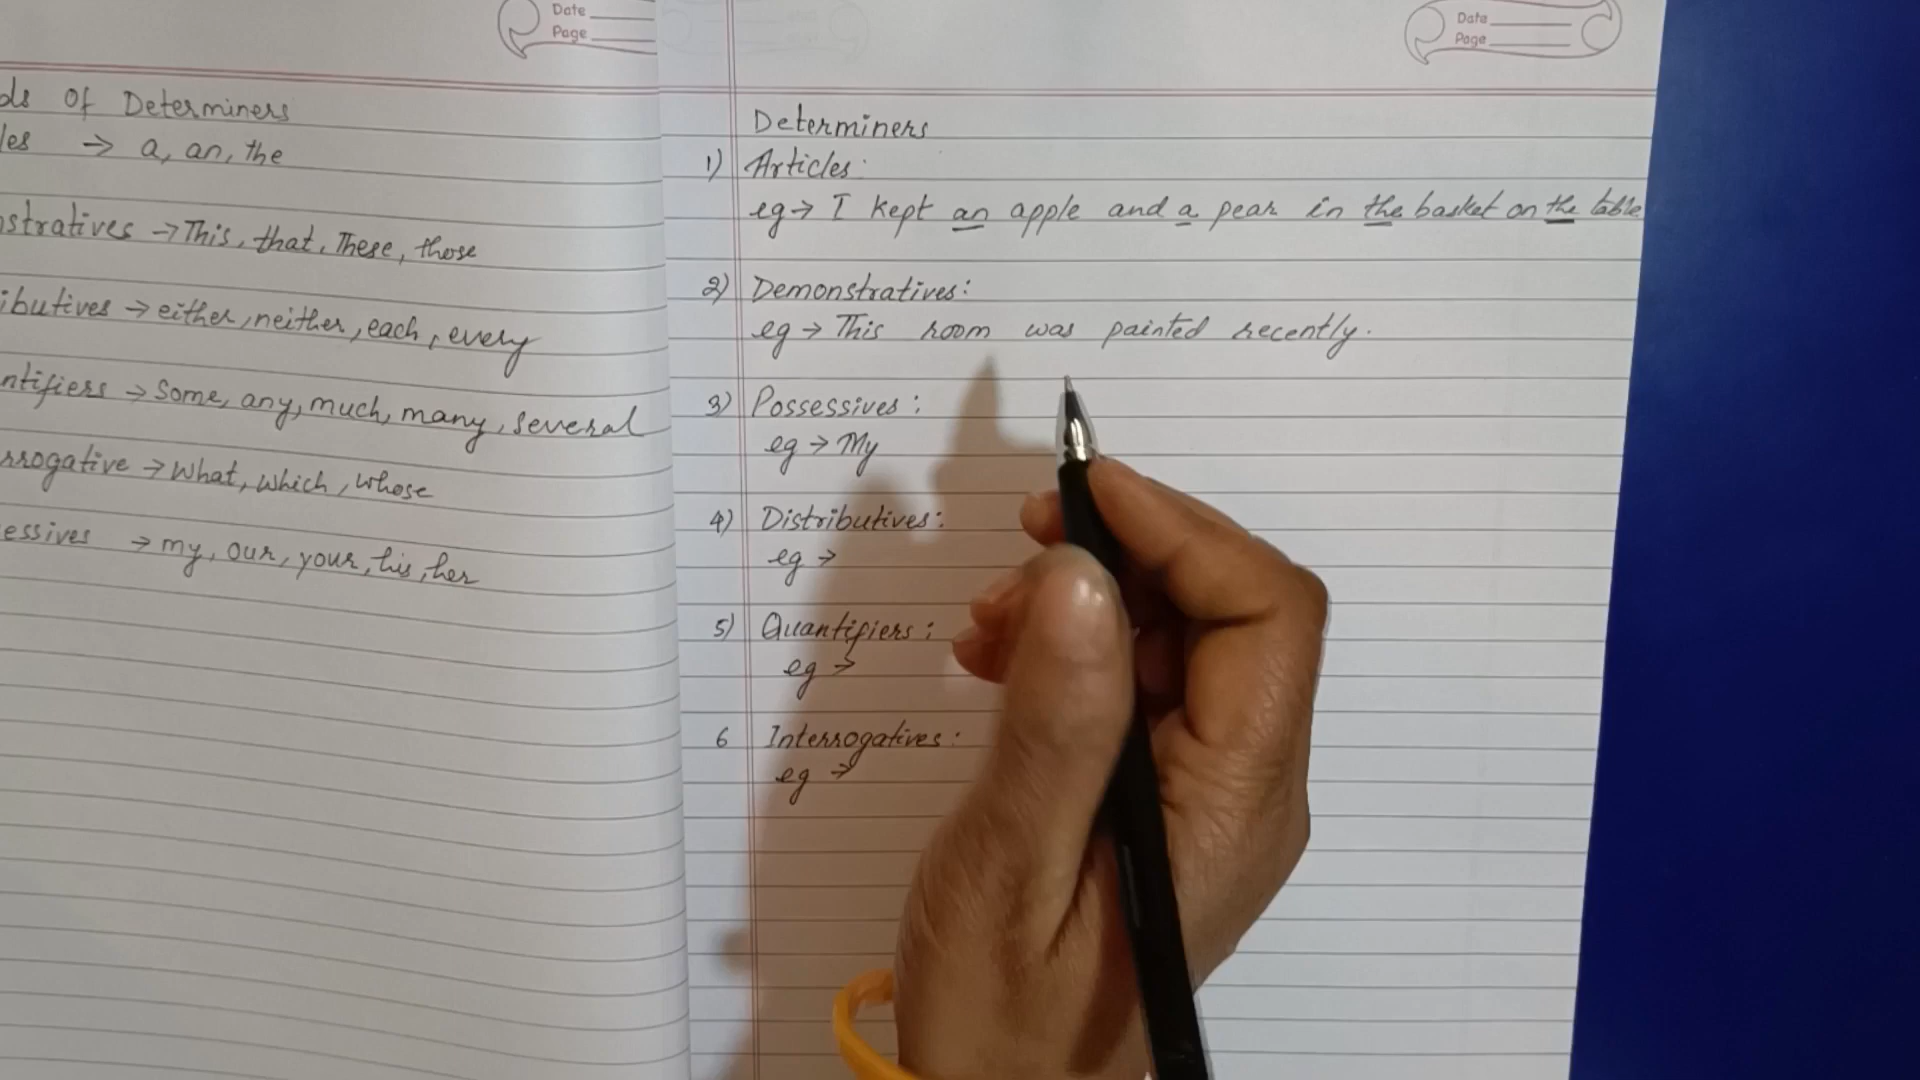 Date
Page
ds Of Determiners
les → a, an, the
stratives → This, that, These, those
ibutives → either, neither, each, every
ntifiers → Some, any, much, many, several
rrogative → What, which, whose
essives → my, our, your, his, her
Date
Page
Determiners
1) Articles:
eg → I kept an apple and a pear in the basket on the table
2) Demonstratives:
eg → This room was painted recently.
3) Possessives:
eg → My
4) Distributives:
eg →
5) Quantifiers:
eg →
6 Interrogatives:
eg →